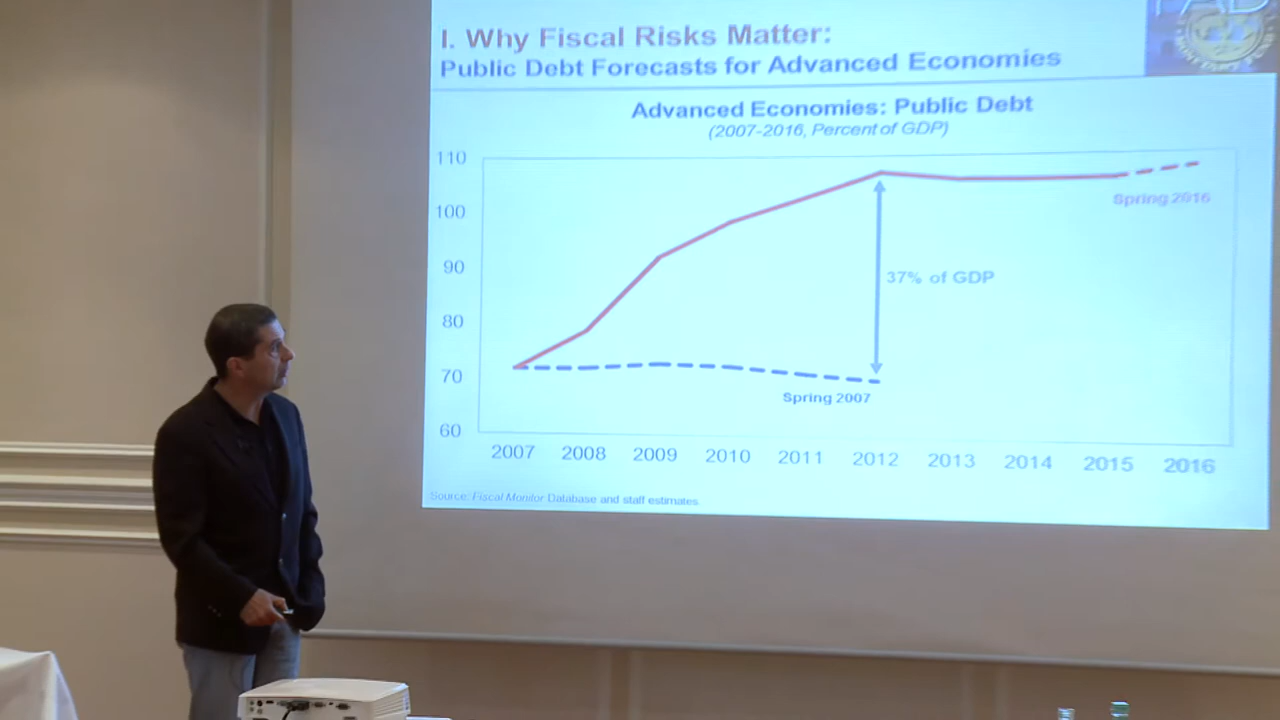 FAD
I. Why Fiscal Risks Matter:
Public Debt Forecasts for Advanced Economies
Advanced Economies: Public Debt
(2007-2016, Percent of GDP)
110
100
90
80
70
60
Spring 2016
37% of GDP
Spring 2007
2007 2008 2009 2010 2011 2012 2013 2014 2015 2016
Source: Fiscal Monitor Database and staff estimates